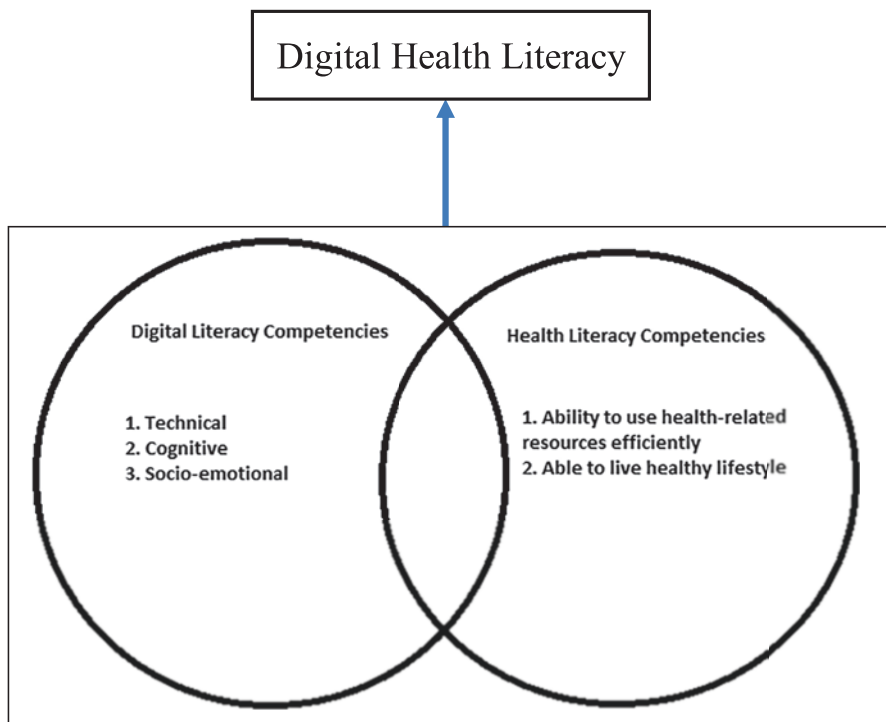 Digital Health Literacy
Digital Literacy Competencies
1. Technical
2. Cognitive
3. Socio-emotional
Health Literacy Competencies
1. Ability to use health-related
resources efficiently
2. Able to live healthy lifestyle